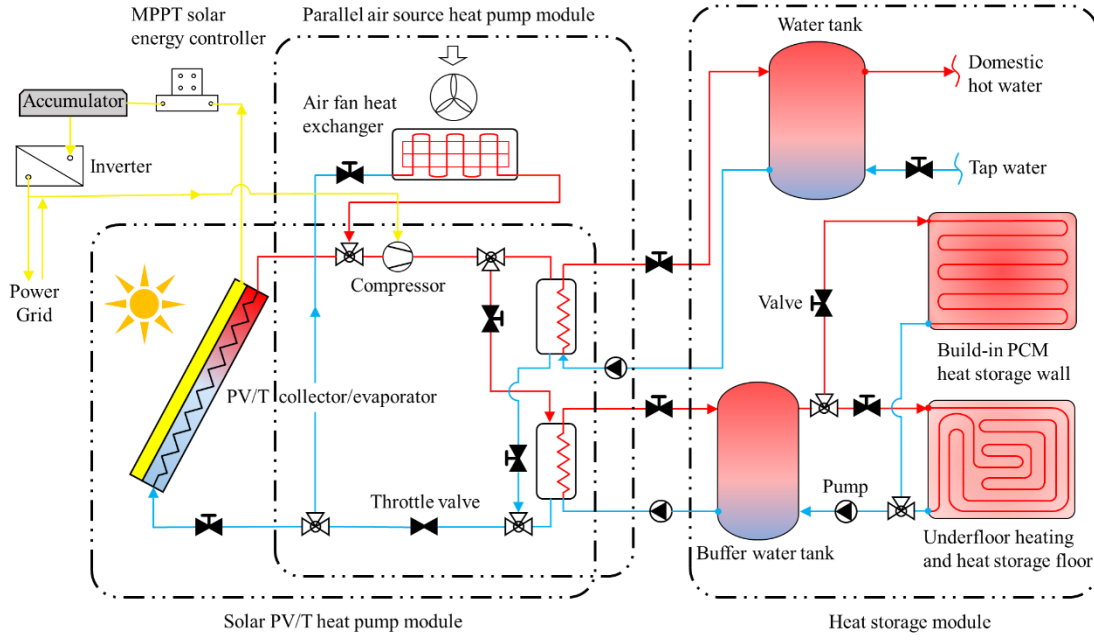 MPPT solar
energy controller
Parallel air source heat pump module
Water tank
Domestic
hot water
Accumulator
Air fan heat
exchanger
Inverter
Tap water
Power
Grid
Compressor
Valve
Build-in PCM
heat storage wall
PV/T collector/evaporator
Throttle valve
Pump
Buffer water tank
Underfloor heating
and heat storage floor
Solar PV/T heat pump module
Heat storage module